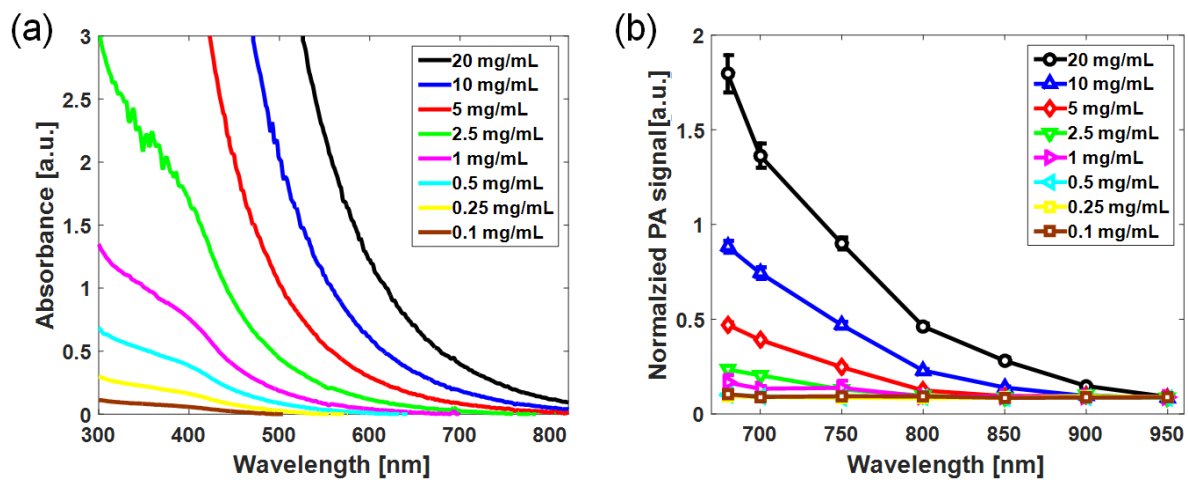 (a)
3
2.5
2
1.5
1
0.5
0
Absorbance [a.u.]
20 mg/mL
10 mg/mL
5 mg/mL
2.5 mg/mL
1 mg/mL
0.5 mg/mL
0.25 mg/mL
0.1 mg/mL
300 400 500 600 700 800
Wavelength [nm]
(b)
2
1.5
1
0.5
0
Normalzied PA signal[a.u.]
20 mg/mL
10 mg/mL
5 mg/mL
2.5 mg/mL
1 mg/mL
0.5 mg/mL
0.25 mg/mL
0.1 mg/mL
700 750 800 850 900 950
Wavelength [nm]